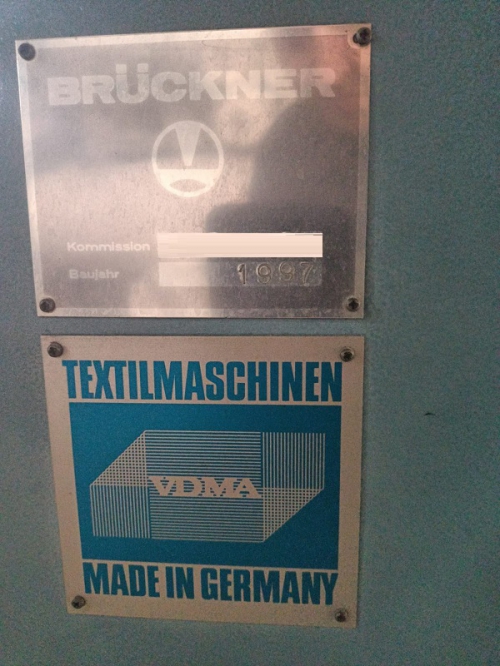 BRÜCKNER
Kommission
Baujahr 1997
TEXTILMASCHINEN
VDMA
MADE IN GERMANY